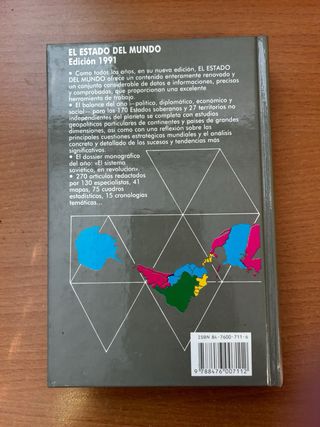 EL ESTADO DEL MUNDO
Edición 1991
• Como todos los años, en su nueva edición, EL ESTADO
DEL MUNDO ofrece un contenido enteramente renovado y
un conjunto considerable de datos e informaciones, precisas
y comprobadas, que proporcionan una excelente
herramienta de trabajo.
• El balance del año —político, diplomático, económico y
social— para los 170 Estados soberanos y 27 territorios no
independientes del planeta se completa con estudios
geopolíticos particulares de continentes y países de grandes
dimensiones, así como con una reflexión sobre las
principales cuestiones estratégicas mundiales y el análisis
concreto y detallado de los sucesos y tendencias más
significativos.
• El dossier monográfico
del año: «El sistema
soviético, en revolución».
• 270 artículos redactados
por 130 especialistas, 41
mapas, 75 cuadros
estadísticos, 15 cronologías
temáticas...
ISBN 84-7600-711-6
9 788476 007112